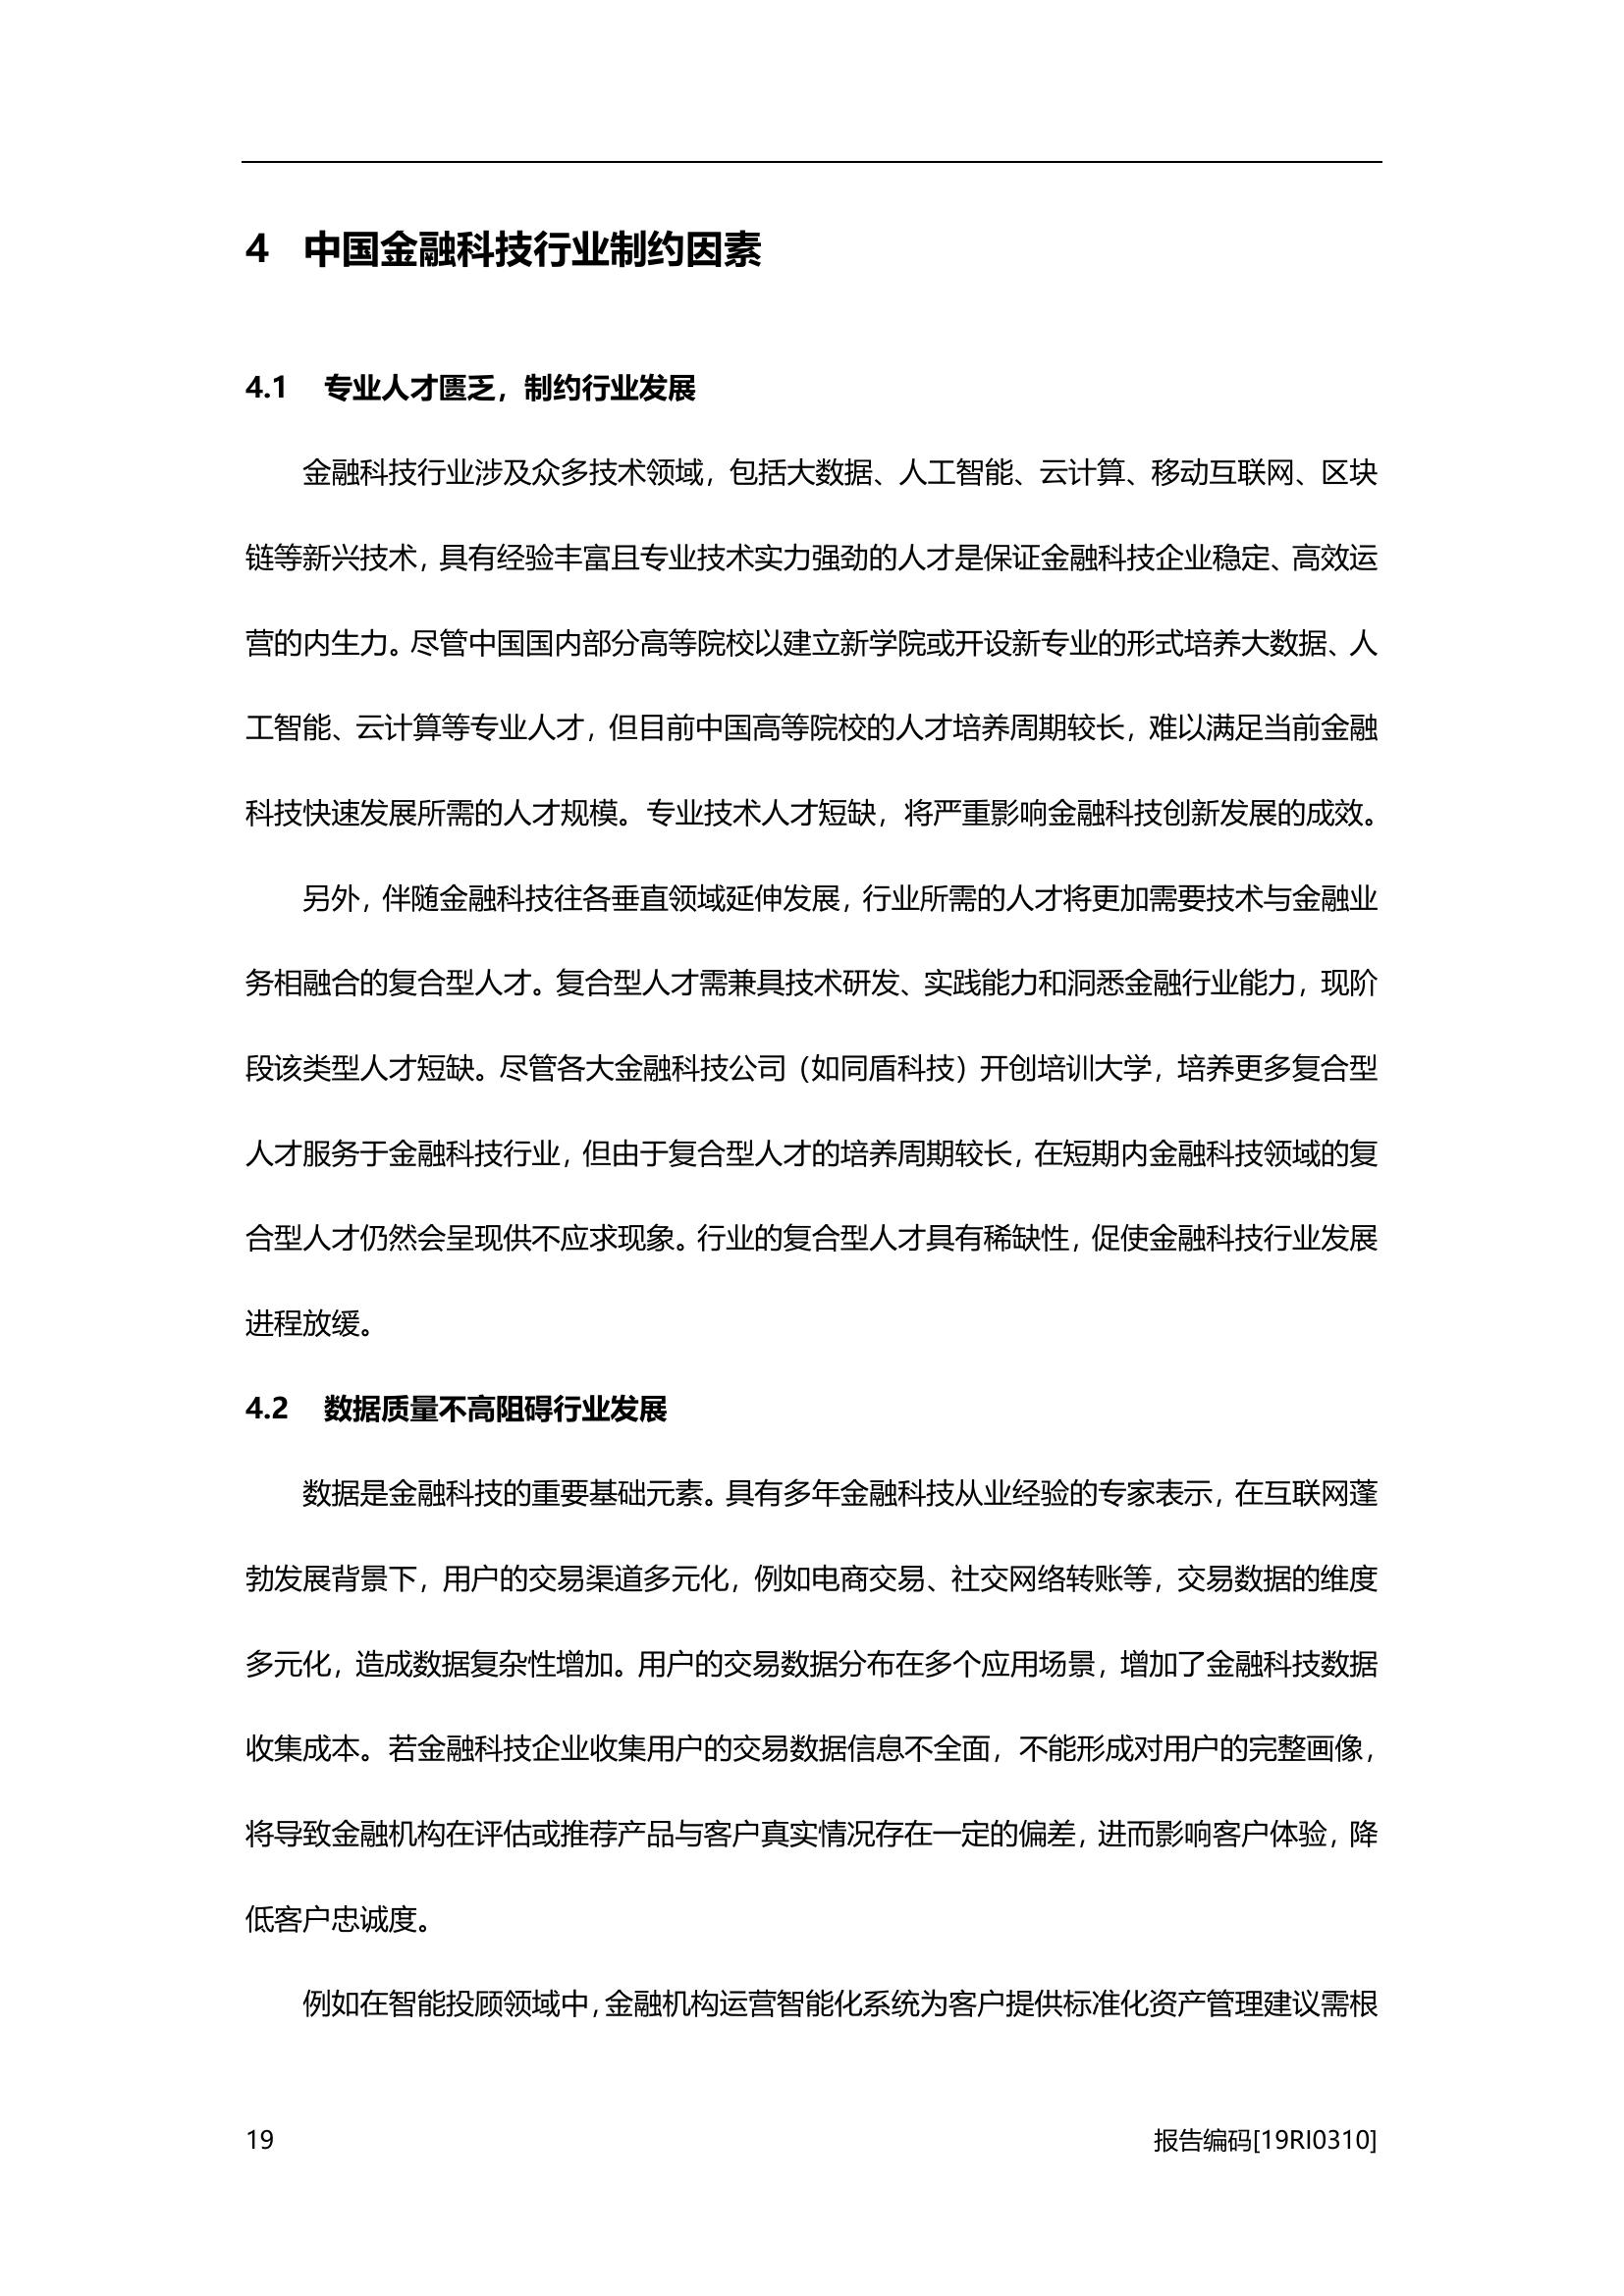 4 中国金融科技行业制约因素
4.1 专业人才匮乏，制约行业发展
金融科技行业涉及众多技术领域，包括大数据、人工智能、云计算、移动互联网、区块
链等新兴技术，具有经验丰富且专业技术实力强劲的人才是保证金融科技企业稳定、高效运
营的内生力。尽管中国国内部分高等院校以建立新学院或开设新专业的形式培养大数据、人
工智能、云计算等专业人才，但目前中国高等院校的人才培养周期较长，难以满足当前金融
科技快速发展所需的人才规模。专业技术人才短缺，将严重影响金融科技创新发展的成效。
另外，伴随金融科技往各垂直领域延伸发展，行业所需的人才将更加需要技术与金融业
务相融合的复合型人才。复合型人才需兼具技术研发、实践能力和洞悉金融行业能力，现阶
段该类型人才短缺。尽管各大金融科技公司（如同盾科技）开创培训大学，培养更多复合型
人才服务于金融科技行业，但由于复合型人才的培养周期较长，在短期内金融科技领域的复
合型人才仍然会呈现供不应求现象。行业的复合型人才具有稀缺性，促使金融科技行业发展
进程放缓。
4.2 数据质量不高阻碍行业发展
数据是金融科技的重要基础元素。具有多年金融科技从业经验的专家表示，在互联网蓬
勃发展背景下，用户的交易渠道多元化，例如电商交易、社交网络转账等，交易数据的维度
多元化，造成数据复杂性增加。用户的交易数据分布在多个应用场景，增加了金融科技数据
收集成本。若金融科技企业收集用户的交易数据信息不全面，不能形成对用户的完整画像，
将导致金融机构在评估或推荐产品与客户真实情况存在一定的偏差，进而影响客户体验，降
低客户忠诚度。
例如在智能投顾领域中，金融机构运营智能化系统为客户提供标准化资产管理建议需根
19
报告编码[19RI0310]